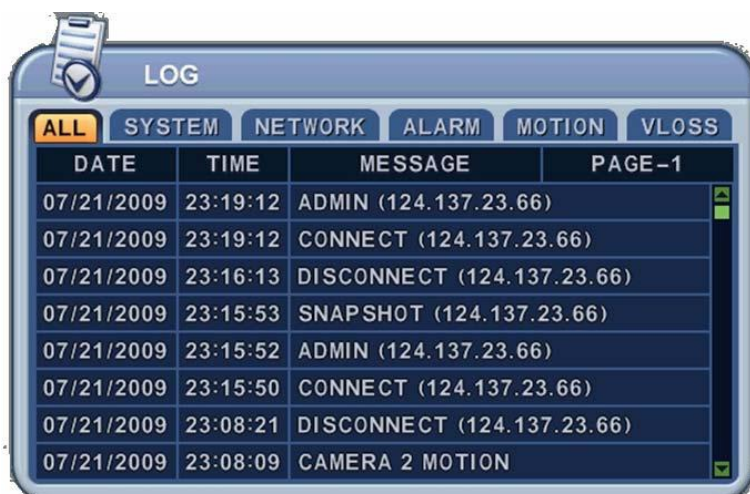 LOG
ALL SYSTEM NETWORK ALARM MOTION VLOSS
DATE TIME MESSAGE PAGE-1
07/21/2009 23:19:12 ADMIN (124.137.23.66)
07/21/2009 23:19:12 CONNECT (124.137.23.66)
07/21/2009 23:16:13 DISCONNECT (124.137.23.66)
07/21/2009 23:15:53 SNAPSHOT (124.137.23.66)
07/21/2009 23:15:52 ADMIN (124.137.23.66)
07/21/2009 23:15:50 CONNECT (124.137.23.66)
07/21/2009 23:08:21 DISCONNECT (124.137.23.66)
07/21/2009 23:08:09 CAMERA 2 MOTION